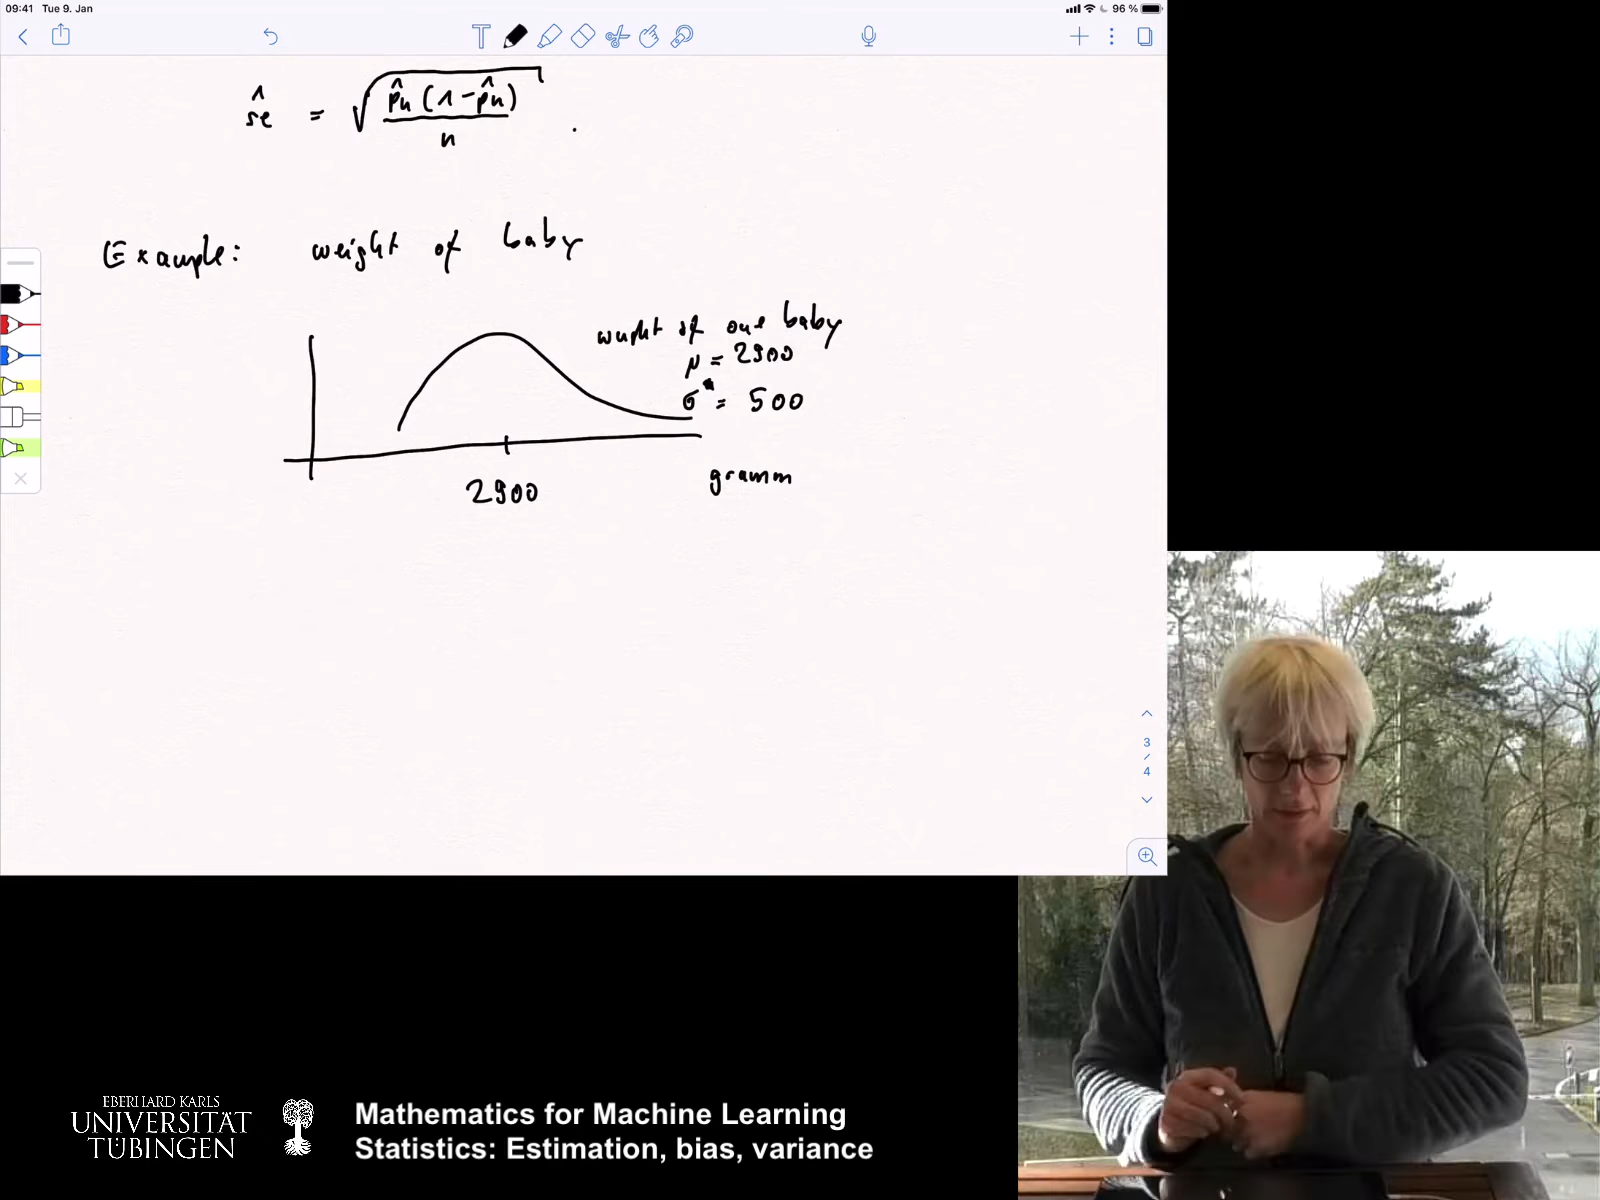 09:41 Tue 9. Jan
96 %
ŝe = √(p̂n (1-p̂n) / n) .
Example: weight of baby
weight of one baby
μ = 2900
σ = 500
2900
gramm
3
/
4
EBERHARD KARLS
UNIVERSITÄT
TÜBINGEN
Mathematics for Machine Learning
Statistics: Estimation, bias, variance